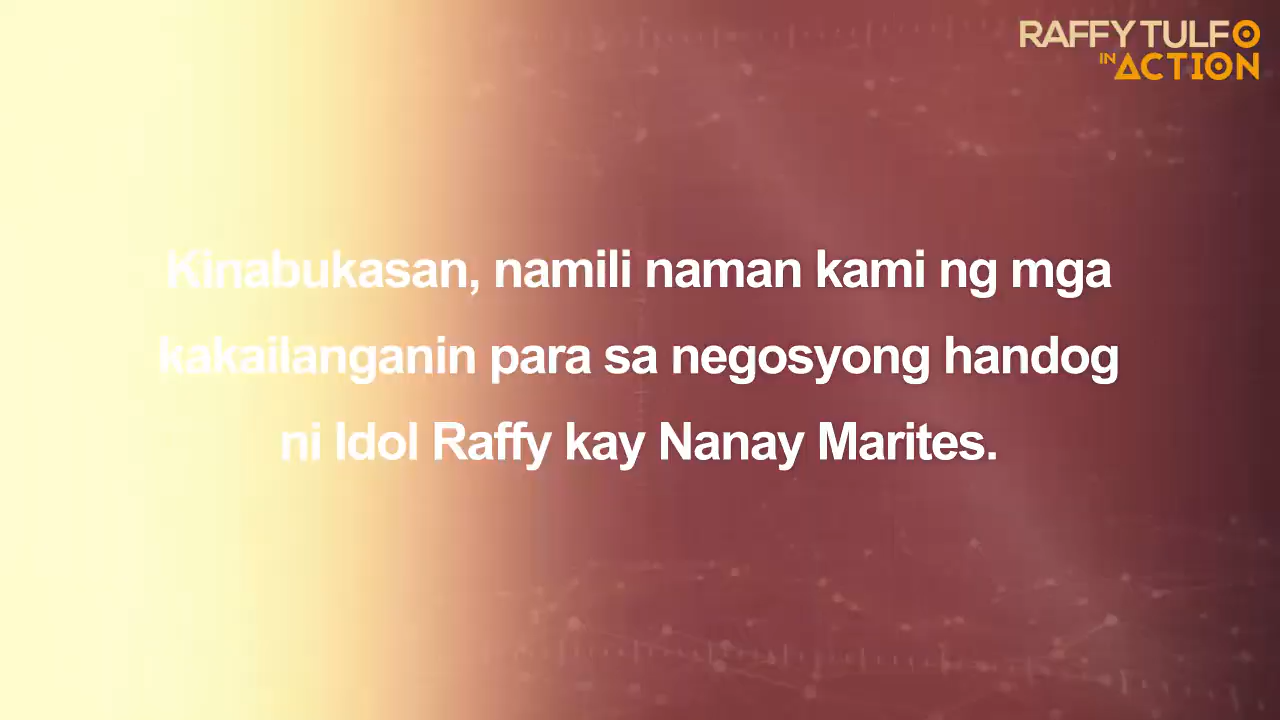 RAFFY TULFO
IN ACTION
Kinabukasan, namili naman kami ng mga
kakailanganin para sa negosyong handog
ni Idol Raffy kay Nanay Marites.